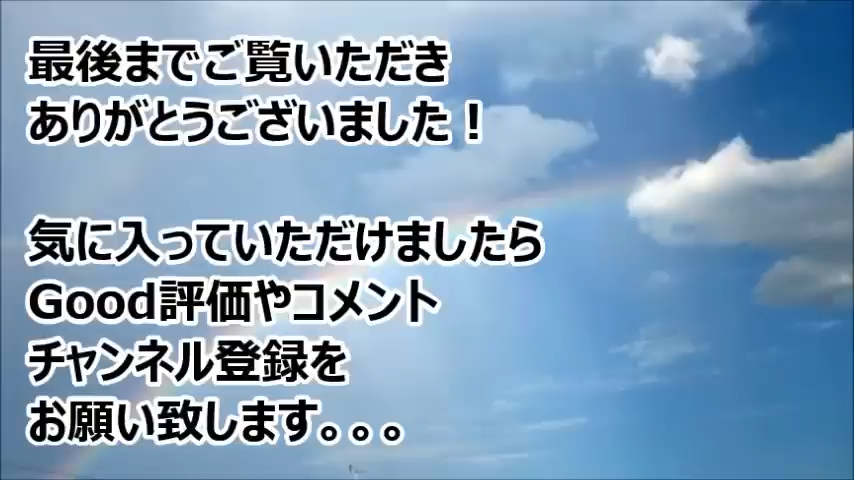 最後までご覧いただき
ありがとうございました！
気に入っていただけましたら
Good評価やコメント
チャンネル登録を
お願い致します。。。